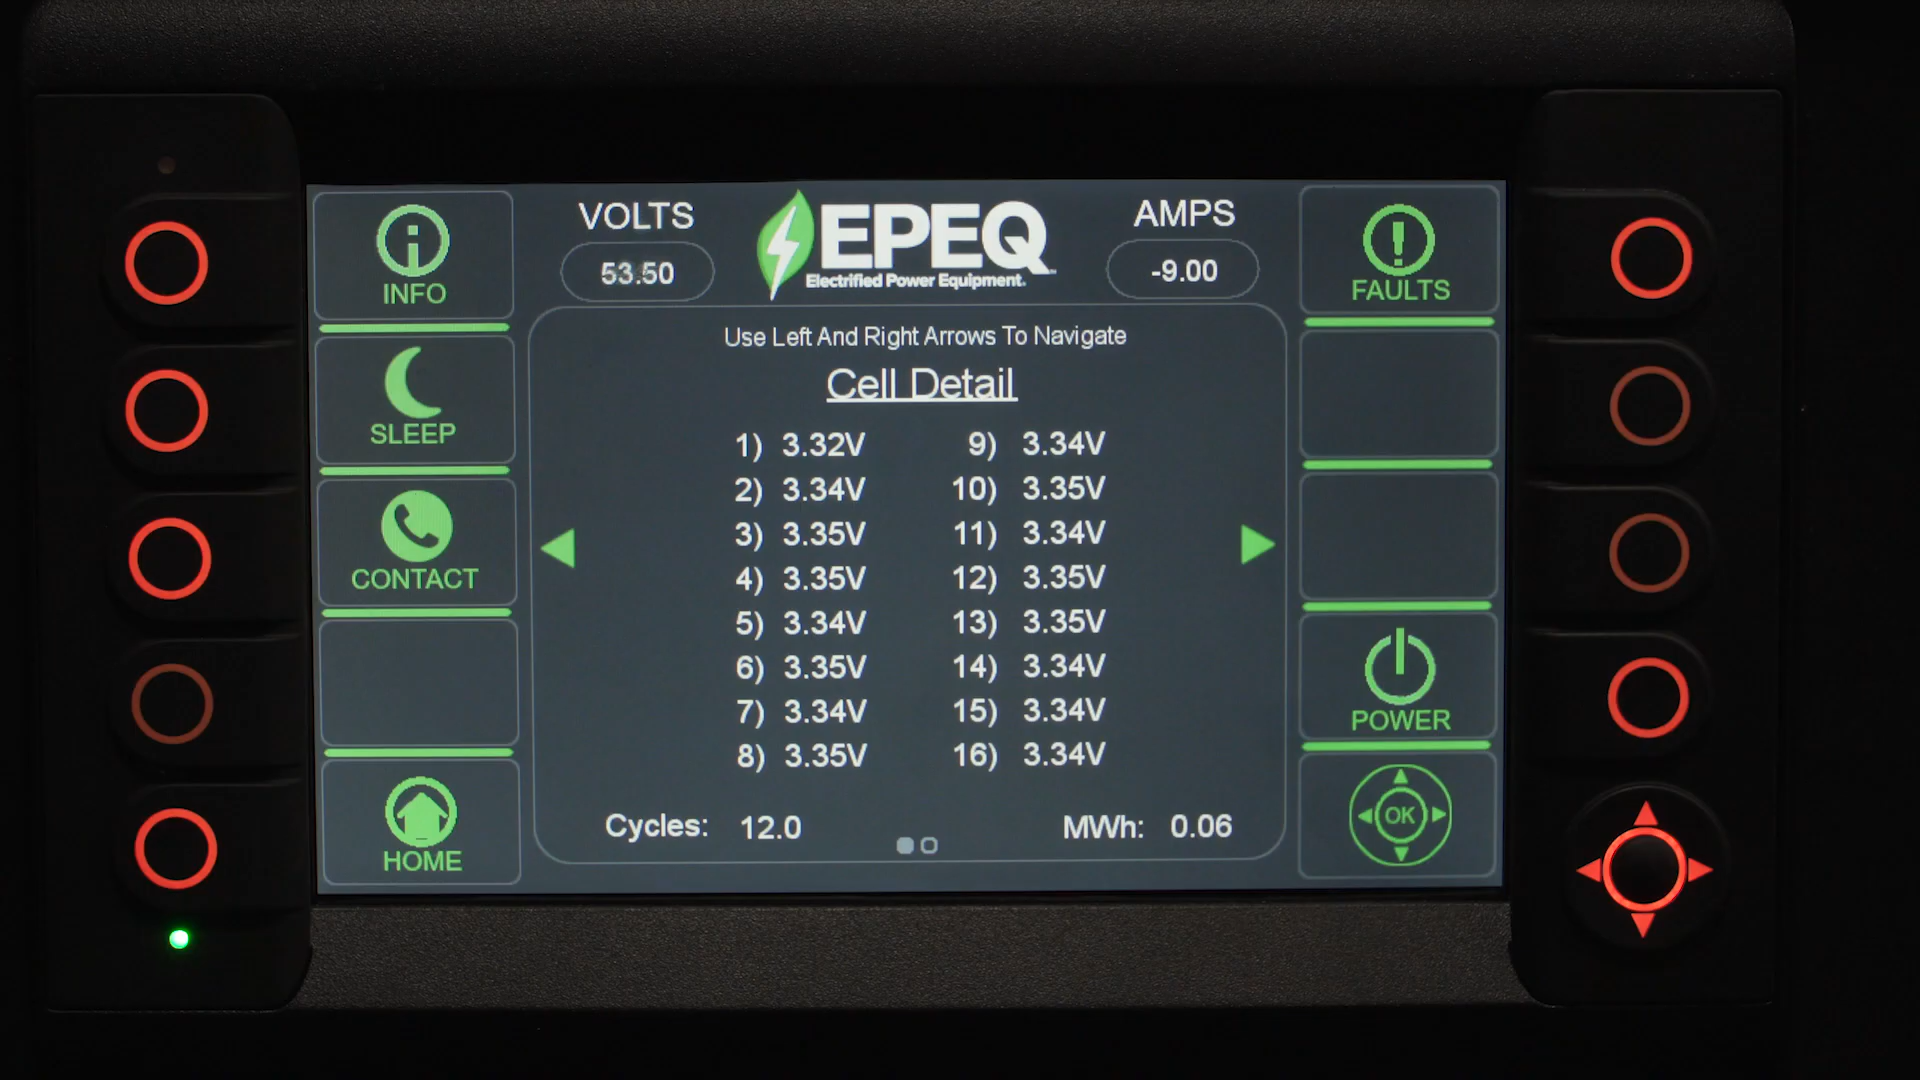 INFO
SLEEP
CONTACT
HOME
VOLTS
53.50
EPEQ
Electrified Power Equipment.
AMPS
-9.00
Use Left And Right Arrows To Navigate
Cell Detail
1) 3.32V 9) 3.34V
2) 3.34V 10) 3.35V
3) 3.35V 11) 3.34V
4) 3.35V 12) 3.35V
5) 3.34V 13) 3.35V
6) 3.35V 14) 3.34V
7) 3.34V 15) 3.34V
8) 3.35V 16) 3.34V
Cycles: 12.0 MWh: 0.06
FAULTS
POWER
OK